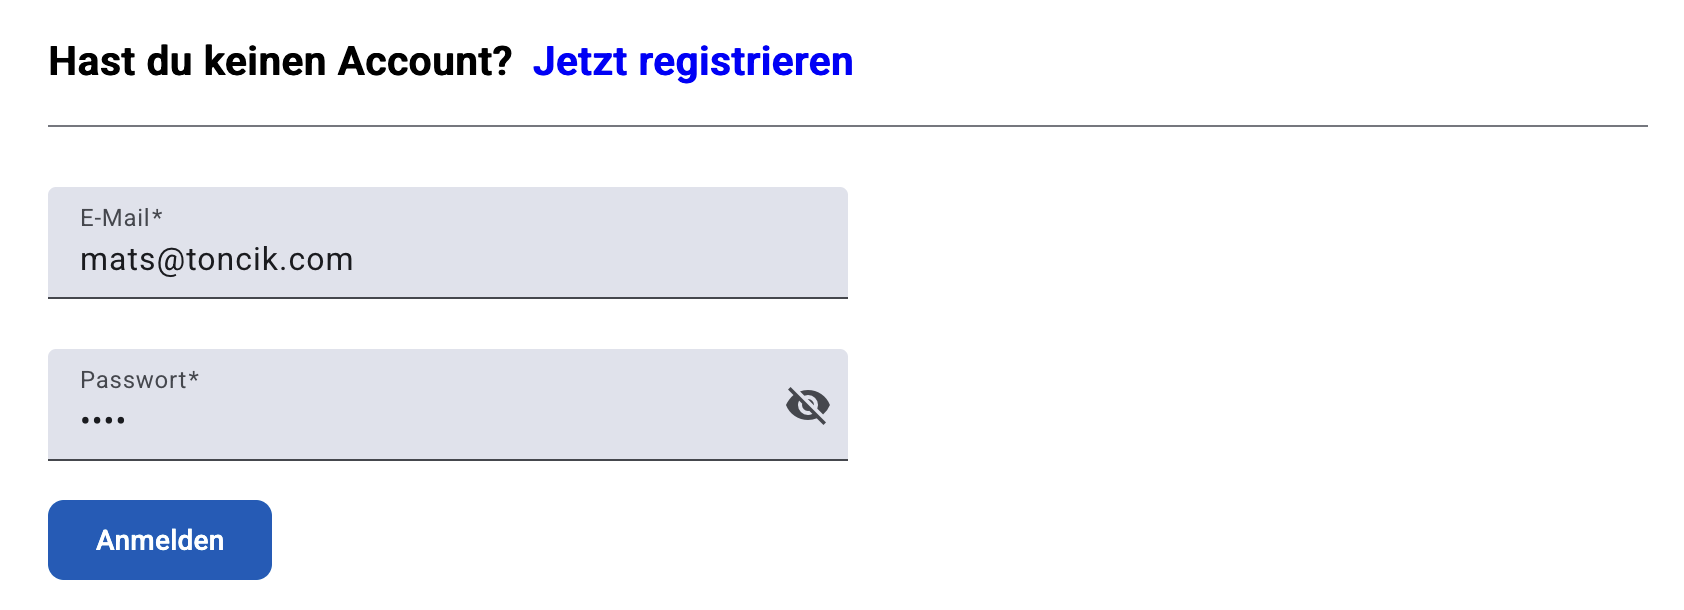 Hast du keinen Account? Jetzt registrieren
E-Mail*
mats@toncik.com
Passwort*
••••
Anmelden